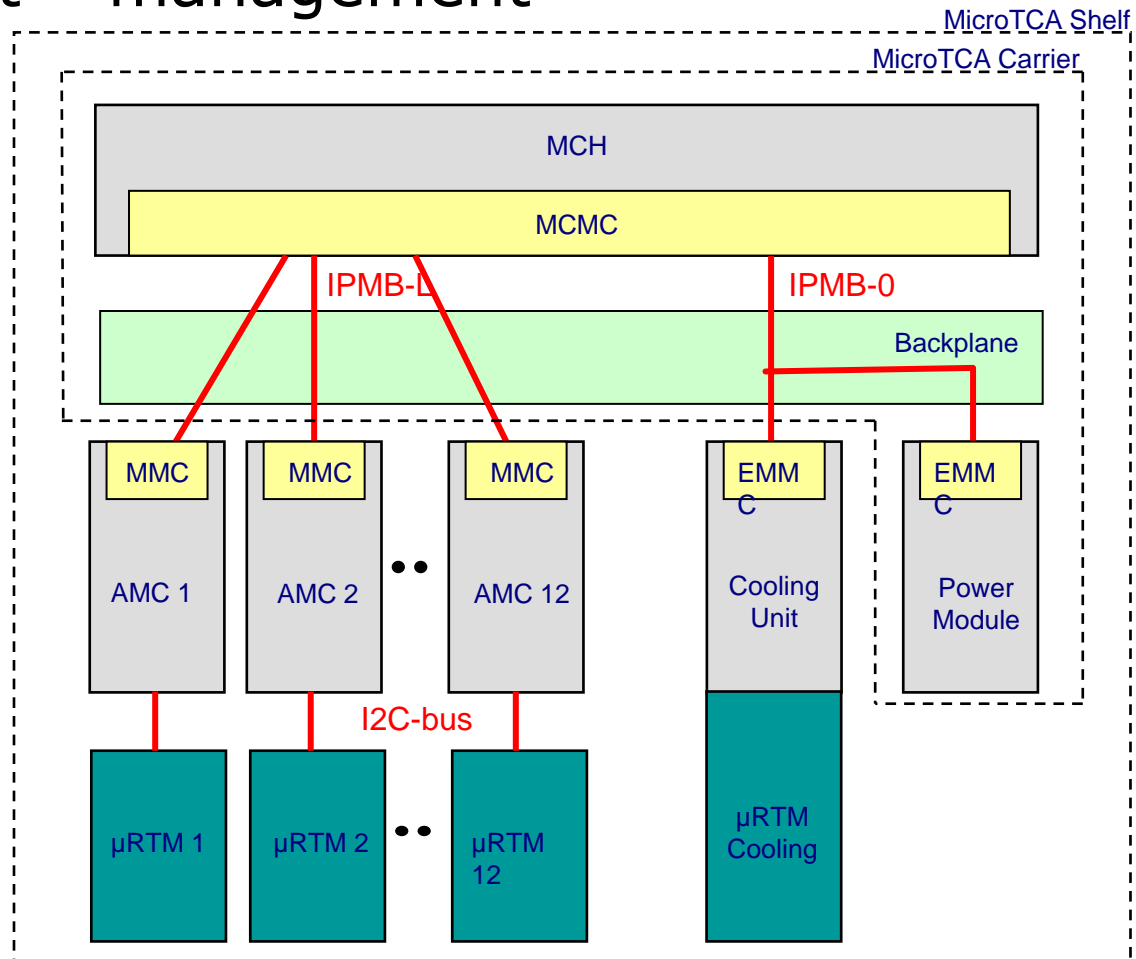 t management
MicroTCA Shelf
MicroTCA Carrier
MCH
MCMC
IPMB-L
IPMB-0
Backplane
MMC
MMC
MMC
EMM
C
EMM
C
AMC 1
AMC 2
••
AMC 12
Cooling
Unit
Power
Module
I2C-bus
µRTM 1
µRTM 2
••
µRTM
12
µRTM
Cooling